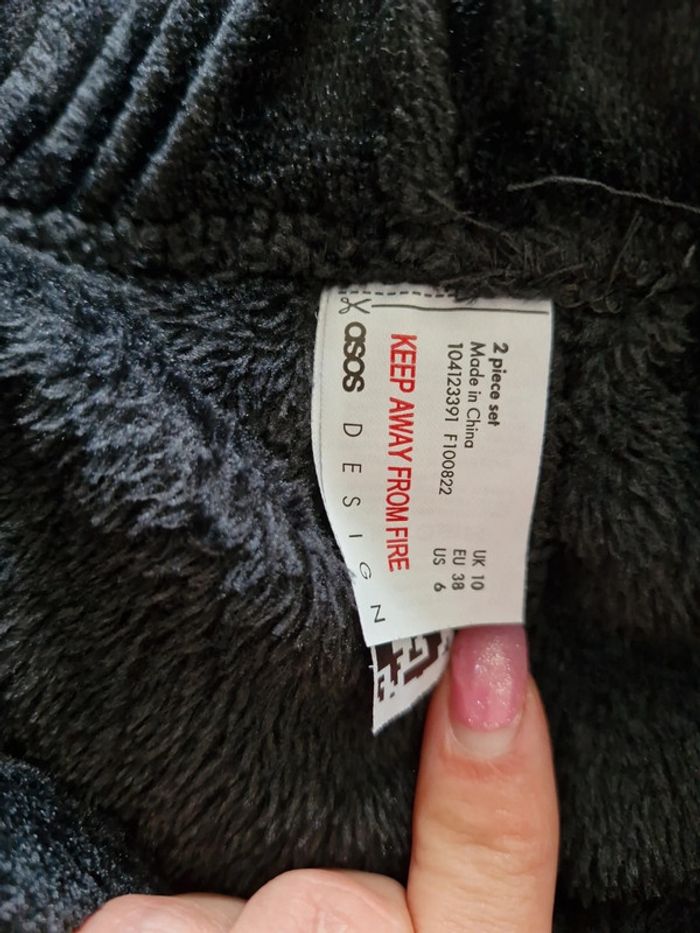 2 piece set
Made in China
104123391 F100822
UK 10
EU 38
US 6
KEEP AWAY FROM FIRE
asos DESIGN